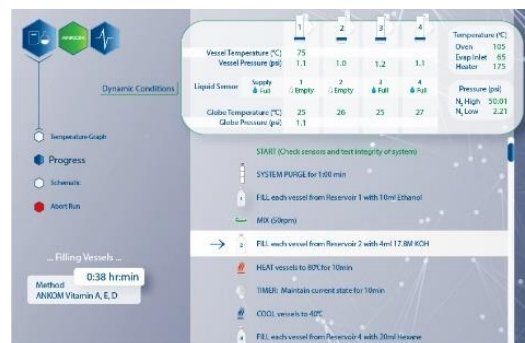 ANKOM
Dynamic Conditions
1 2 3 4
Vessel Temperature (°C) 75
Vessel Pressure (psi) 1.1 1.0 1.2 1.1
Liquid Sensor Supply 1 2 3 4
Full Empty Empty Full Full
Globe Temperature (°C) 25 26 25 27
Globe Pressure (psi) 1.1
Temperature (°C)
Oven 105
Evap Inlet 65
Heater 175
Pressure (psi)
N₂ High 50.01
N₂ Low 2.21
Temperature Graph
Progress
Schematic
Abort Run
START (Check sensors and test integrity of system)
SYSTEM PURGE for 1:00 min
1 FILL each vessel from Reservoir 1 with 10ml Ethanol
MIX (50rpm)
2 FILL each vessel from Reservoir 2 with 4ml 17.8M KOH
HEAT vessels to 80°C for 10min
TIMER: Maintain current state for 10min
COOL vessels to 40°C
4 FILL each vessel from Reservoir 4 with 20ml Hexane
... Filling Vessels ...
0:38 hr:min
Method
ANKOM Vitamin A, E, D